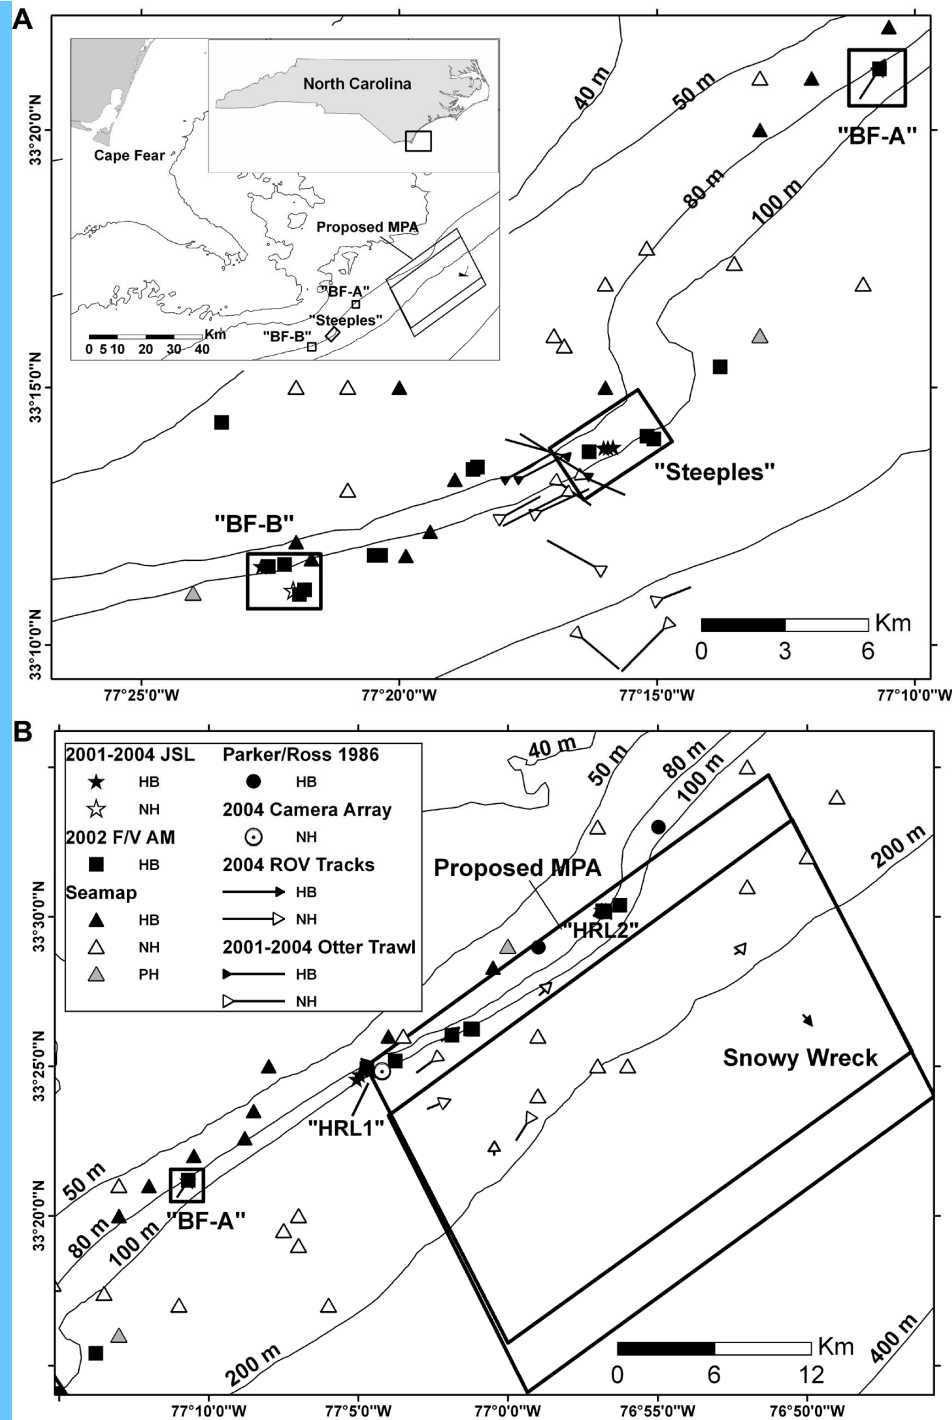 A
40 m
50 m
33°20'0"N
North Carolina
Cape Fear
"BF-A"
80 m
100 m
Proposed MPA
"BF-A"
"Steeples"
"BF-B"
Km
0 5 10 20 30 40
33°15'0"N
"Steeples"
"BF-B"
Km
0 3 6
33°10'0"N
77°25'0"W 77°20'0"W 77°15'0"W 77°10'0"W
B
40 m
50 m
80 m
100 m
200 m
2001-2004 JSL
HB
NH
2002 F/V AM
HB
Seamap
HB
NH
PH
Parker/Ross 1986
HB
2004 Camera Array
NH
2004 ROV Tracks
HB
NH
2001-2004 Otter Trawl
HB
NH
Proposed MPA
33°30'0"N
"HRL2"
Snowy Wreck
33°25'0"N
"HRL1"
50 m
"BF-A"
33°20'0"N
80 m
100 m
200 m
400 m
Km
0 6 12
77°10'0"W 77°5'0"W 77°0'0"W 76°55'0"W 76°50'0"W